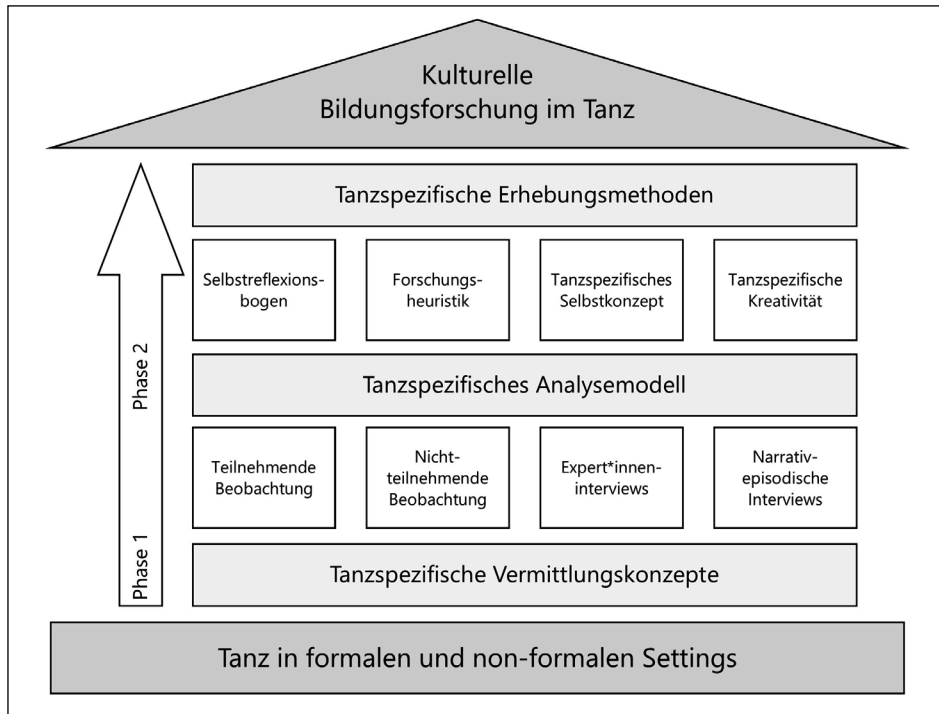 Kulturelle
Bildungsforschung im Tanz
Tanzspezifische Erhebungsmethoden
Selbstreflexions-
bogen
Forschungs-
heuristik
Tanzspezifisches
Selbstkonzept
Tanzspezifische
Kreativität
Phase 2
Tanzspezifisches Analysemodell
Teilnehmende
Beobachtung
Nicht-
teilnehmende
Beobachtung
Expert*innen-
interviews
Narrativ-
episodische
Interviews
Phase 1
Tanzspezifische Vermittlungskonzepte
Tanz in formalen und non-formalen Settings